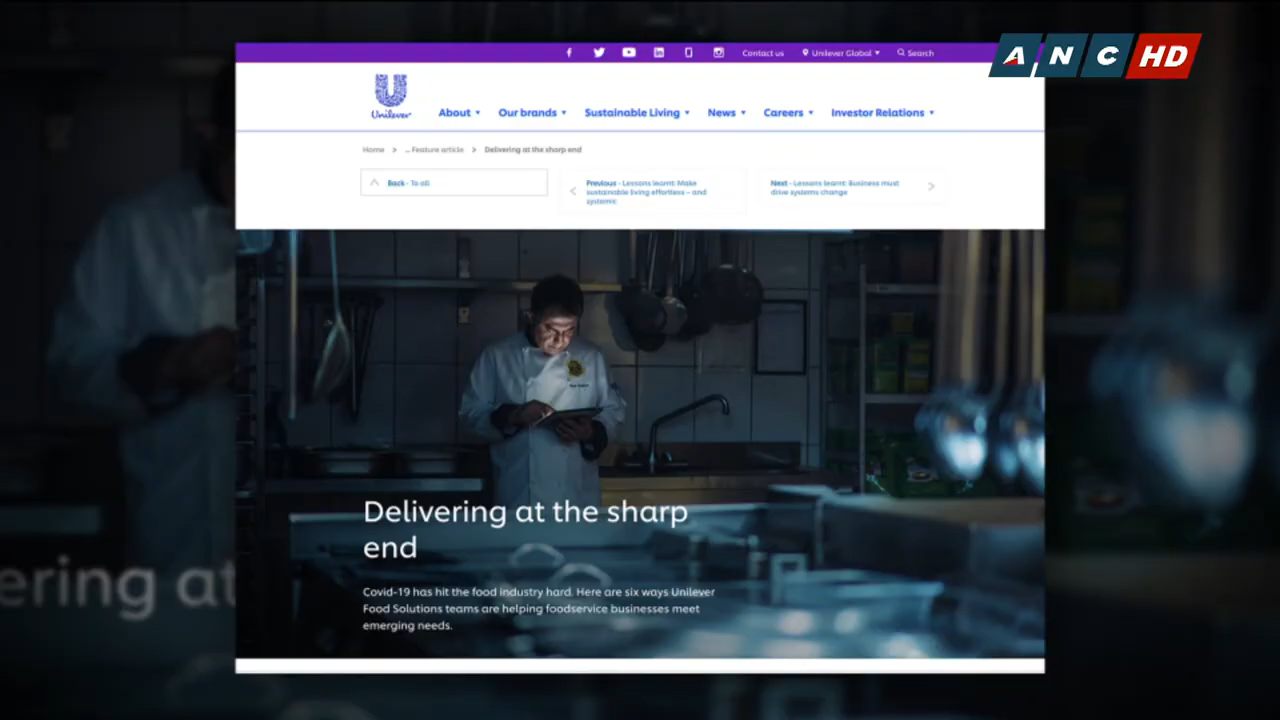 Contact us
Unilever Global
Search
ANC HD
Unilever
About
Our brands
Sustainable Living
News
Careers
Investor Relations
Home > ... Feature article > Delivering at the sharp end
Back - To all
Previous - Lessons learnt: Make
sustainable living effortless – and
systemic
Next - Lessons learnt: Business must
drive systems change
Delivering at the sharp
end
Covid-19 has hit the food industry hard. Here are six ways Unilever
Food Solutions teams are helping foodservice businesses meet
emerging needs.
ering at